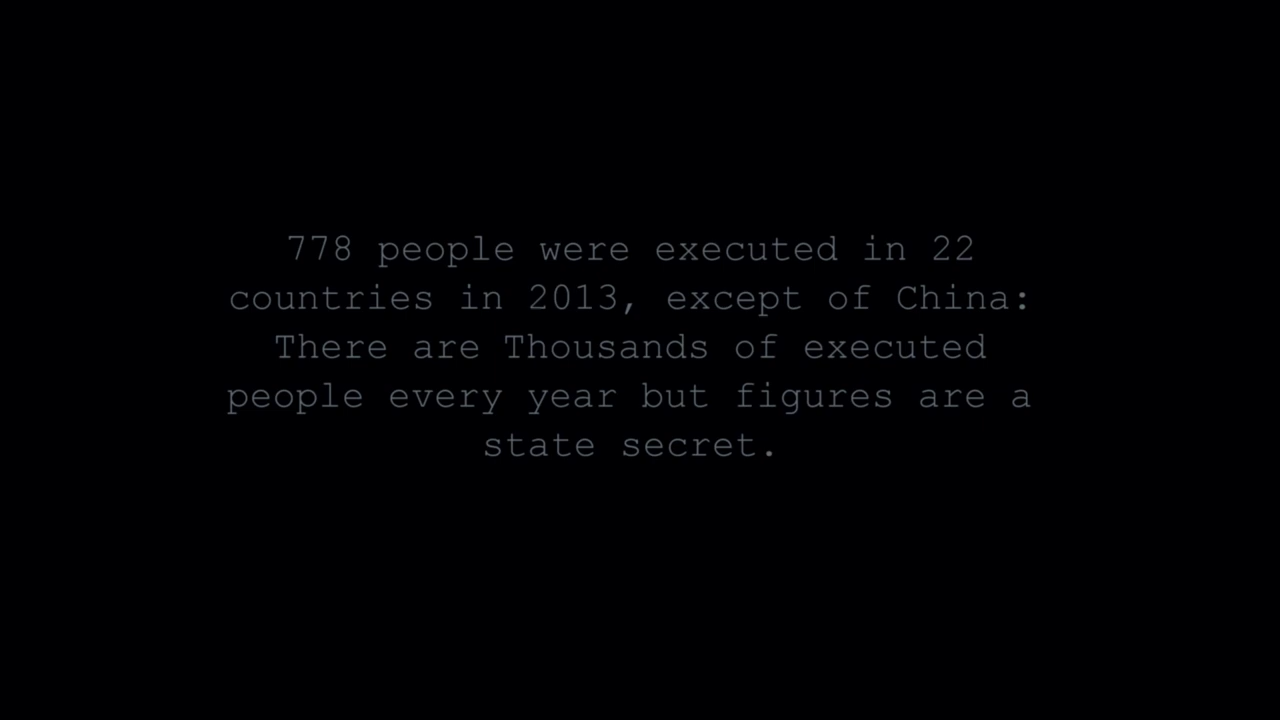 778 people were executed in 22
countries in 2013, except of China:
There are Thousands of executed
people every year but figures are a
state secret.